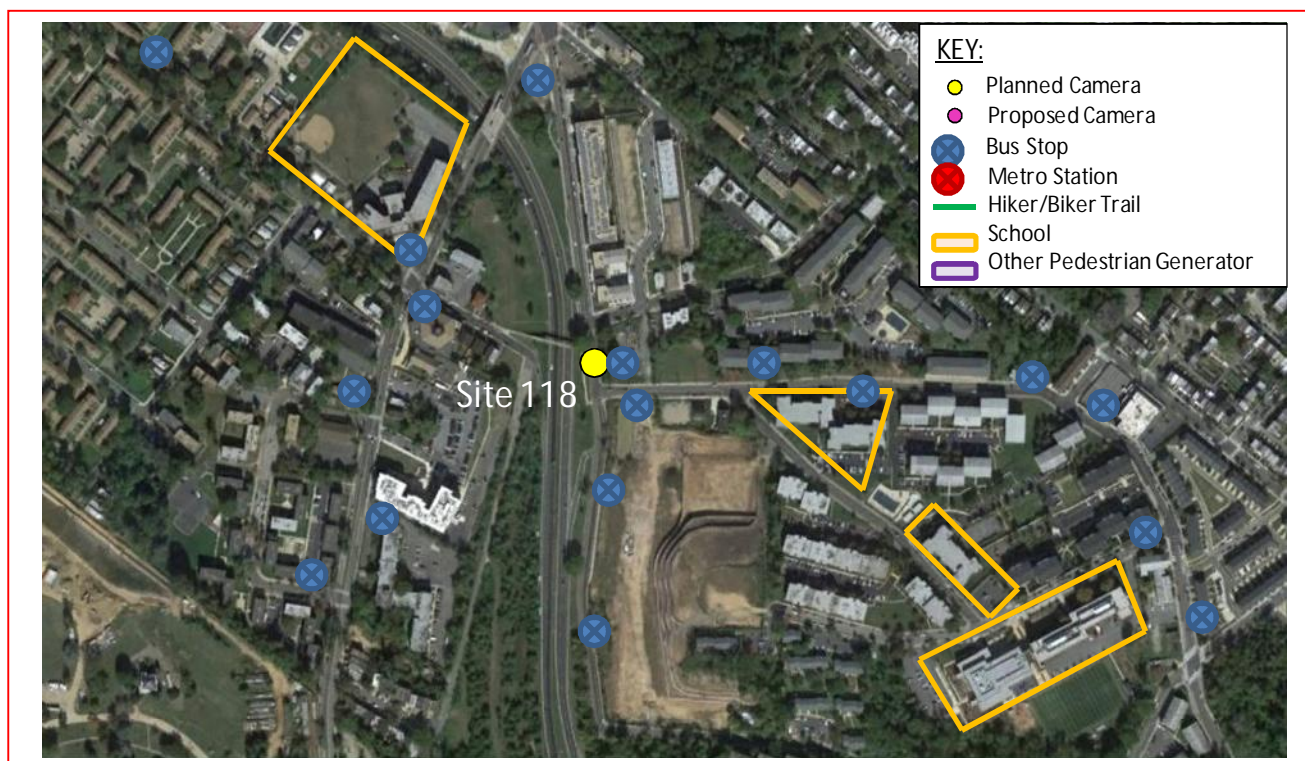 KEY:
Planned Camera
Proposed Camera
Bus Stop
Metro Station
Hiker/Biker Trail
School
Other Pedestrian Generator
Site 118